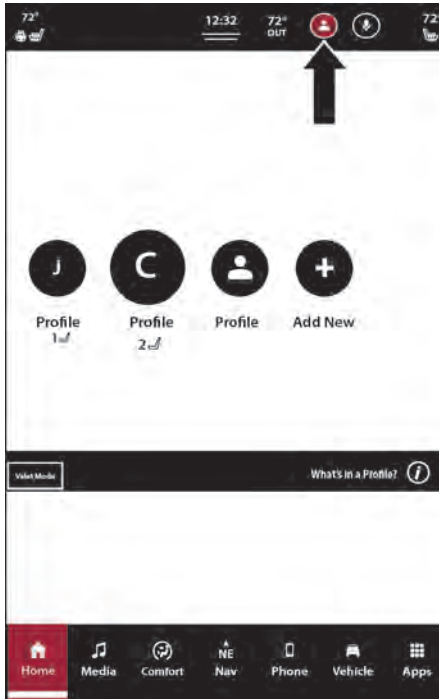 72°
12:32
72°
OUT
72
J
C
Profile
1
Profile
2
Profile
Add New
Valet Mode
What's in a Profile?
i
Home
Media
Comfort
NE
Nav
Phone
Vehicle
Apps